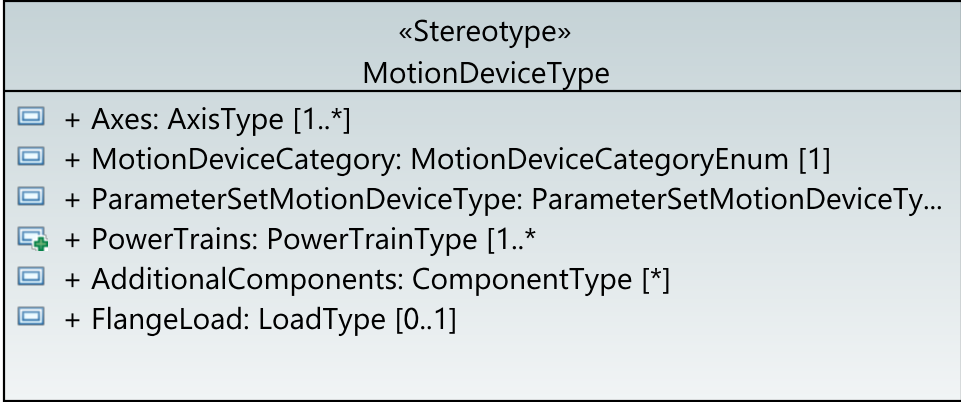 «Stereotype»
MotionDeviceType
+ Axes: AxisType [1..*]
+ MotionDeviceCategory: MotionDeviceCategoryEnum [1]
+ ParameterSetMotionDeviceType: ParameterSetMotionDeviceTy...
+ PowerTrains: PowerTrainType [1..*
+ AdditionalComponents: ComponentType [*]
+ FlangeLoad: LoadType [0..1]